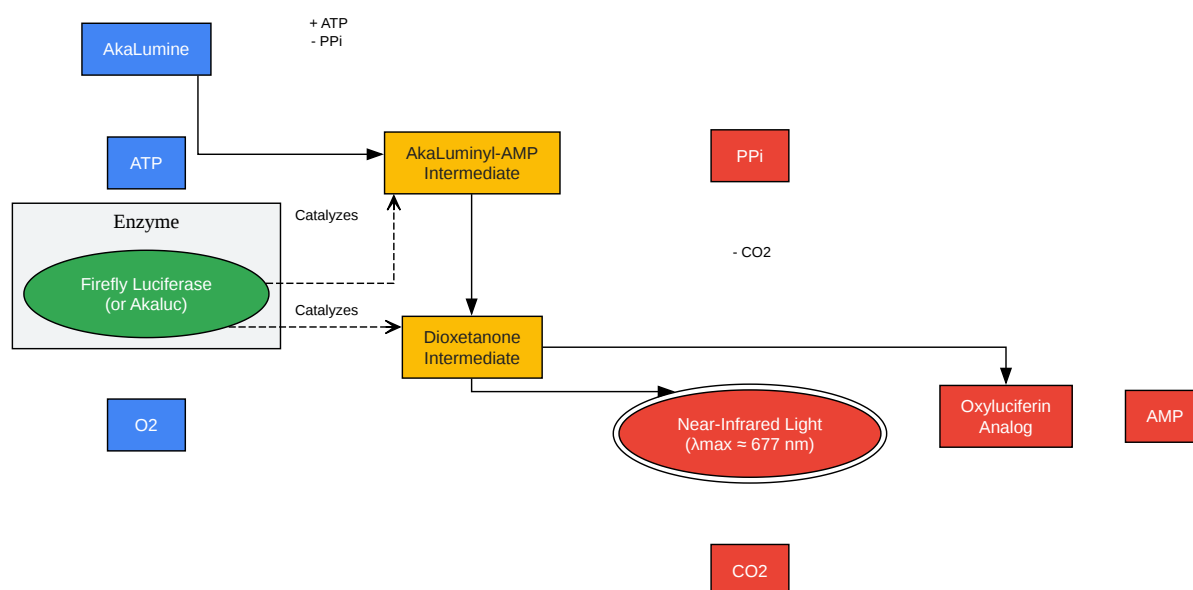 + ATP
- PPi
AkaLumine
ATP
AkaLuminyl-AMP
Intermediate
PPi
Enzyme
Catalyzes
Firefly Luciferase
(or Akaluc)
- CO2
Catalyzes
Dioxetanone
Intermediate
O2
Near-Infrared Light
(λmax ≈ 677 nm)
Oxyluciferin
Analog
AMP
CO2